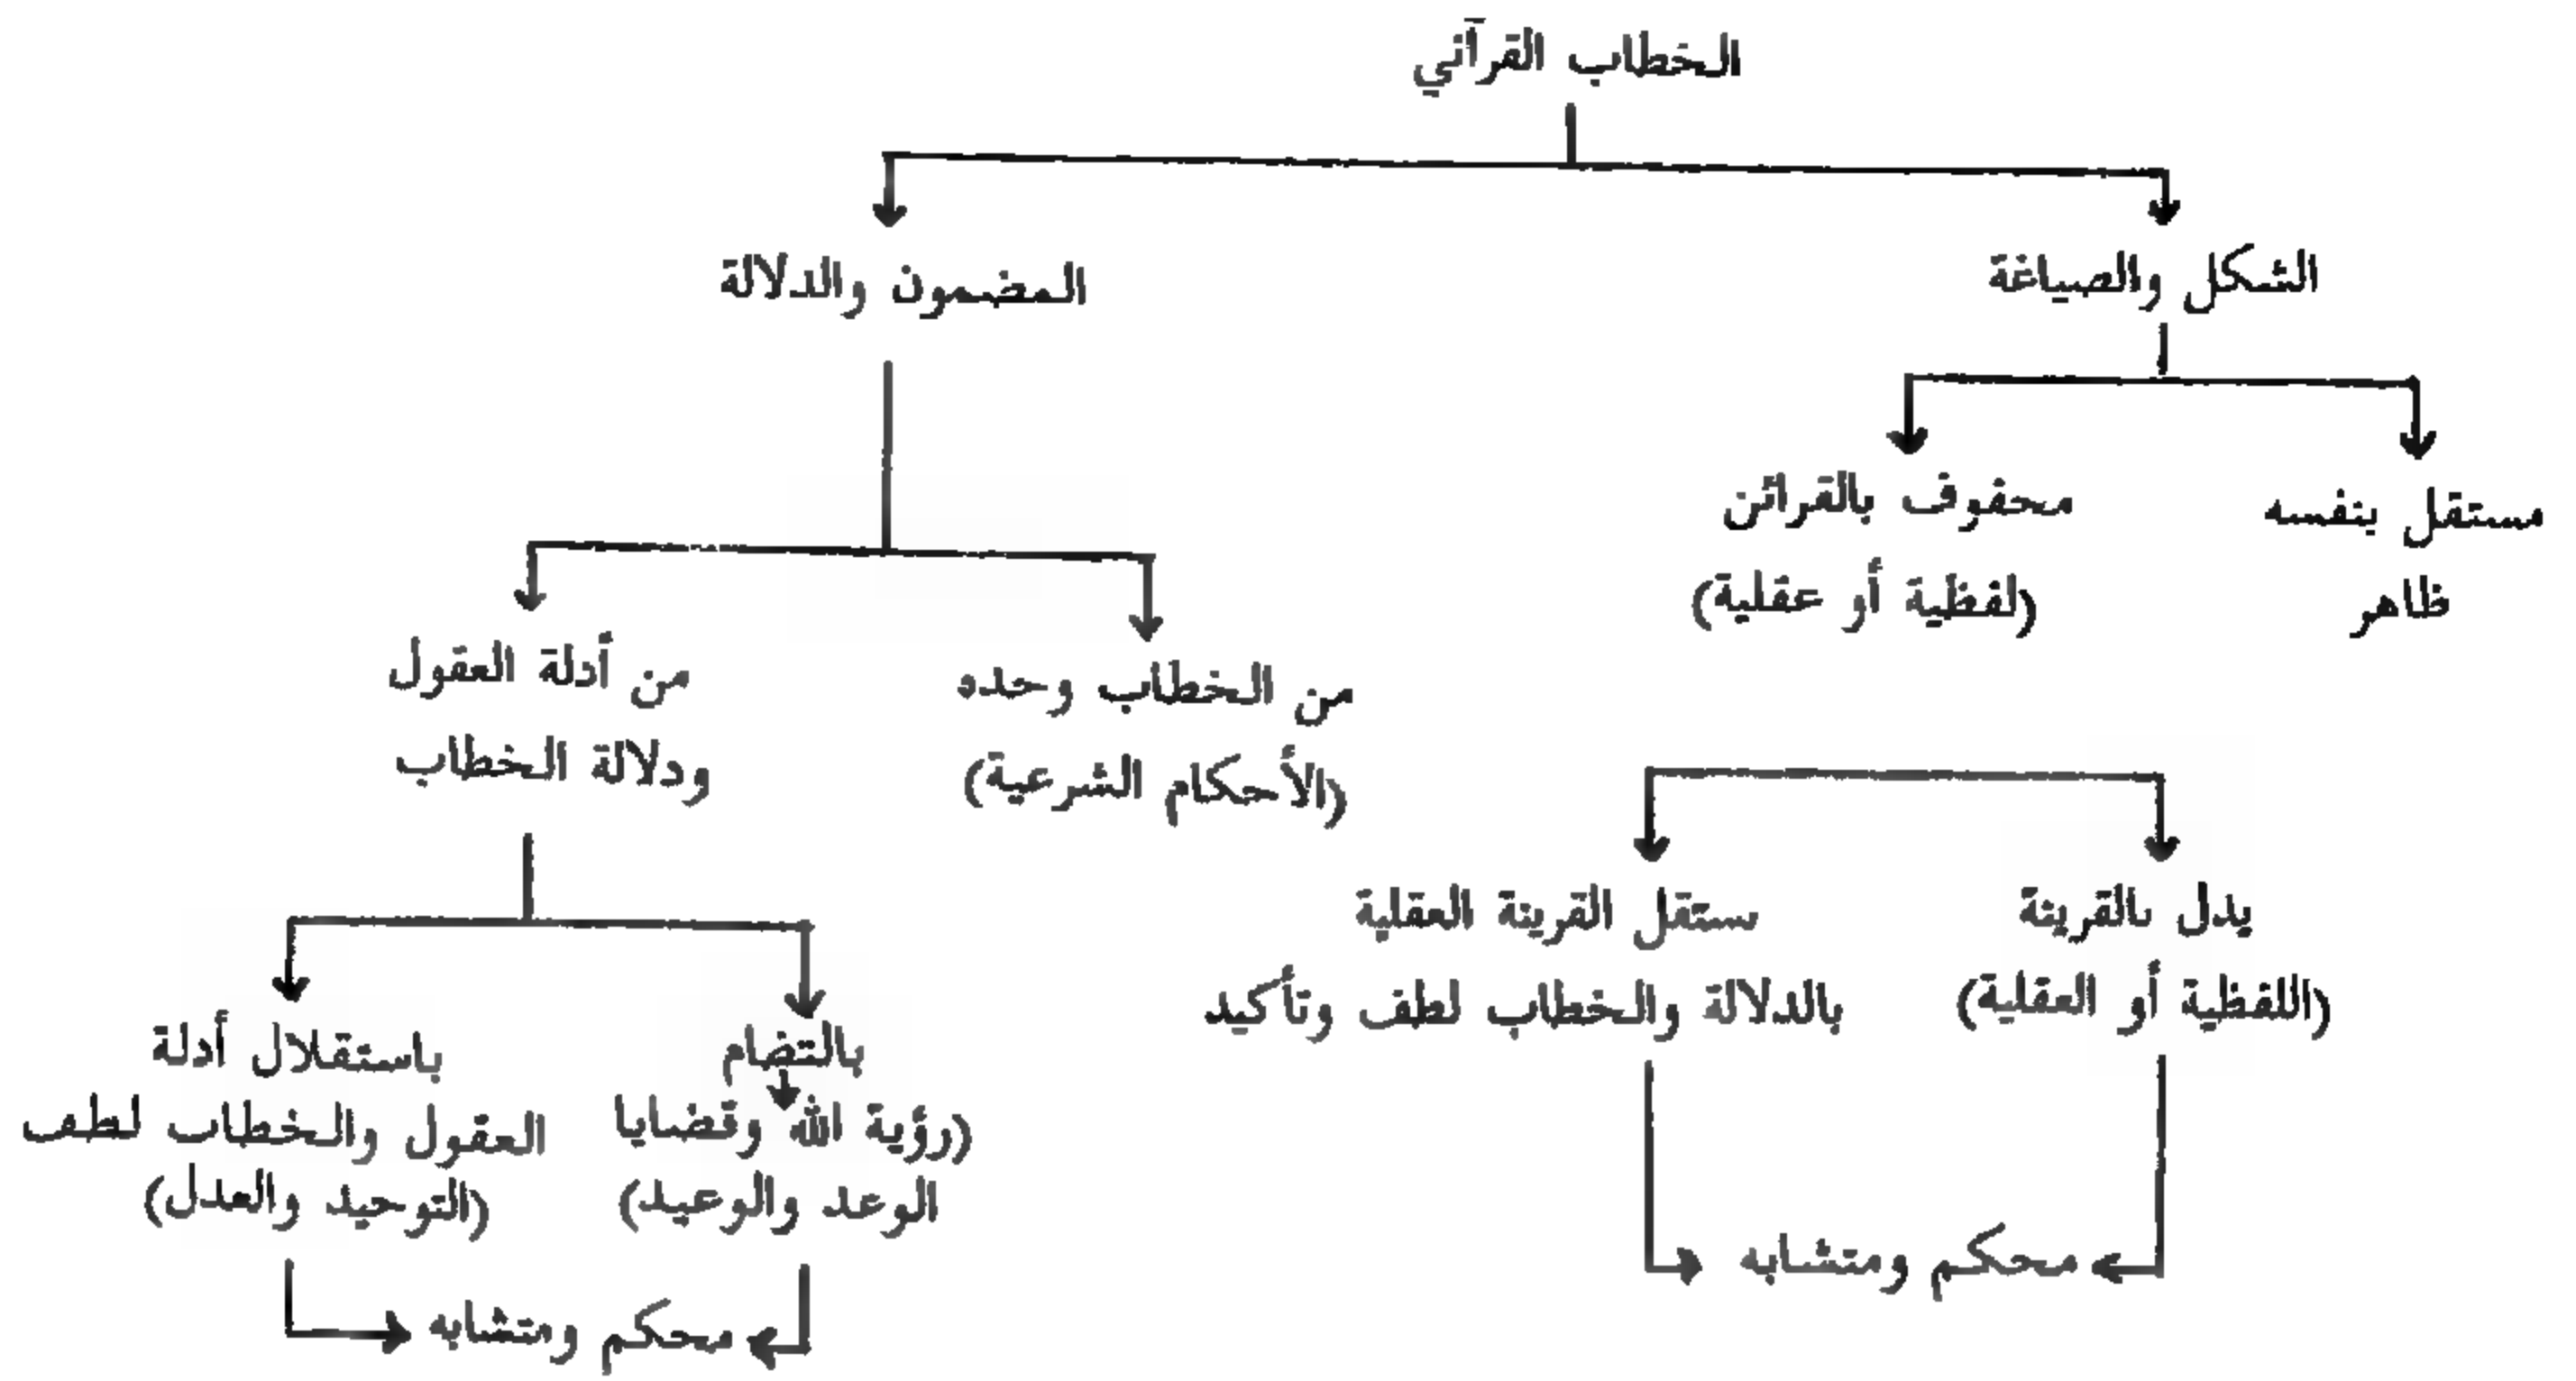 الخطاب القرآني
الشكل والصياغة
المضمون والدلالة
مستقل بنفسه
ظاهر
محفوف بالقرائن
(لفظية أو عقلية)
من الخطاب وحده
(الأحكام الشرعية)
من أدلة العقول
ودلالة الخطاب
يدل بالقرينة
(اللفظية أو العقلية)
ستقل القرينة العقلية
بالدلالة والخطاب لطف وتأكيد
بالتضام
(رؤية الله وقضايا
الوعد والوعيد)
باستقلال أدلة
العقول والخطاب لطف
(التوحيد والعدل)
محكم ومتشابه
محكم ومتشابه